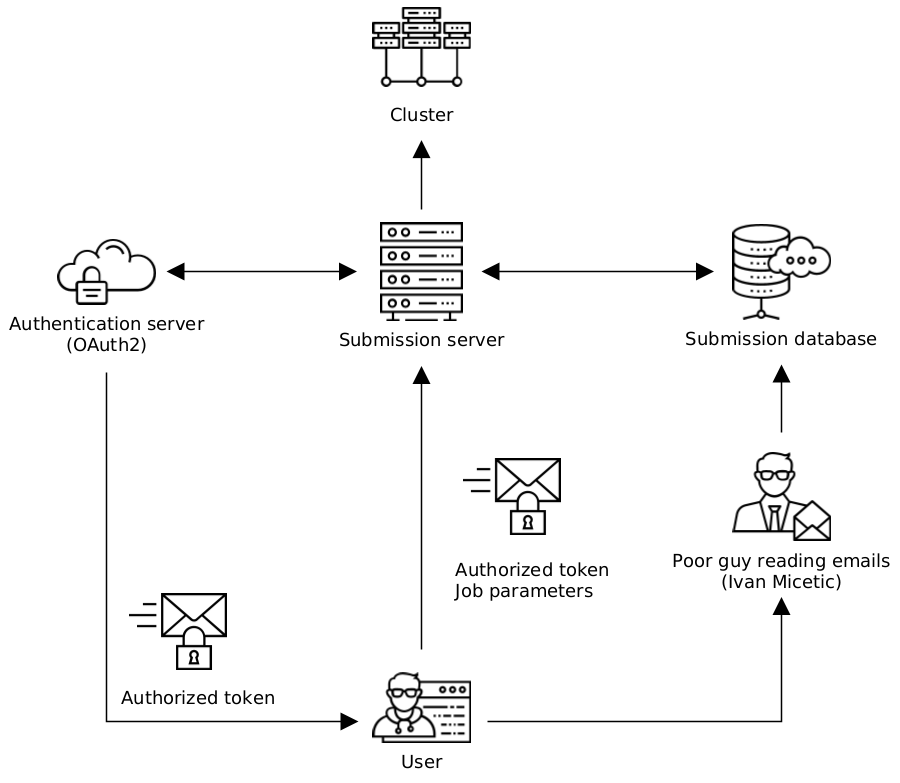 Cluster
Authentication server
(OAuth2)
Submission server
Submission database
Poor guy reading emails
(Ivan Micetic)
Authorized token
Job parameters
Authorized token
User